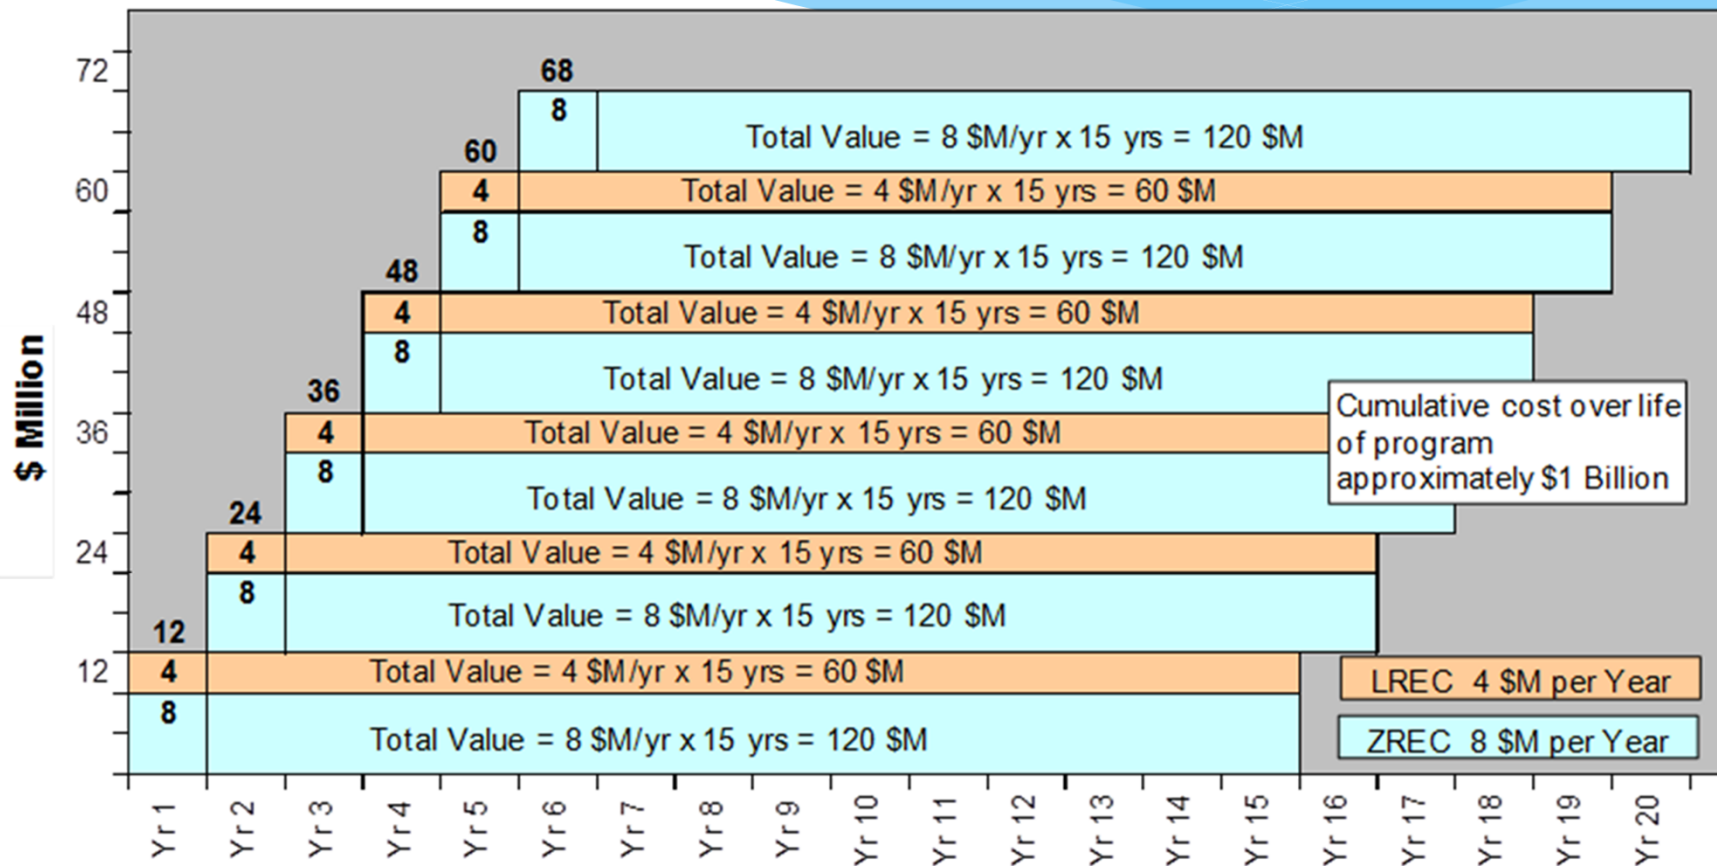 72
68
8
Total Value = 8 $M/yr x 15 yrs = 120 $M
60
60
4
Total Value = 4 $M/yr x 15 yrs = 60 $M
8
Total Value = 8 $M/yr x 15 yrs = 120 $M
48
48
4
Total Value = 4 $M/yr x 15 yrs = 60 $M
8
Total Value = 8 $M/yr x 15 yrs = 120 $M
36
36
4
Total Value = 4 $M/yr x 15 yrs = 60 $M
8
Total Value = 8 $M/yr x 15 yrs = 120 $M
Cumulative cost over life
of program
approximately $1 Billion
$ Million
24
24
4
Total Value = 4 $M/yr x 15 yrs = 60 $M
8
Total Value = 8 $M/yr x 15 yrs = 120 $M
12
12
4
Total Value = 4 $M/yr x 15 yrs = 60 $M
8
Total Value = 8 $M/yr x 15 yrs = 120 $M
LREC 4 $M per Year
ZREC 8 $M per Year
Yr 1
Yr 2
Yr 3
Yr 4
Yr 5
Yr 6
Yr 7
Yr 8
Yr 9
Yr 10
Yr 11
Yr 12
Yr 13
Yr 14
Yr 15
Yr 16
Yr 17
Yr 18
Yr 19
Yr 20